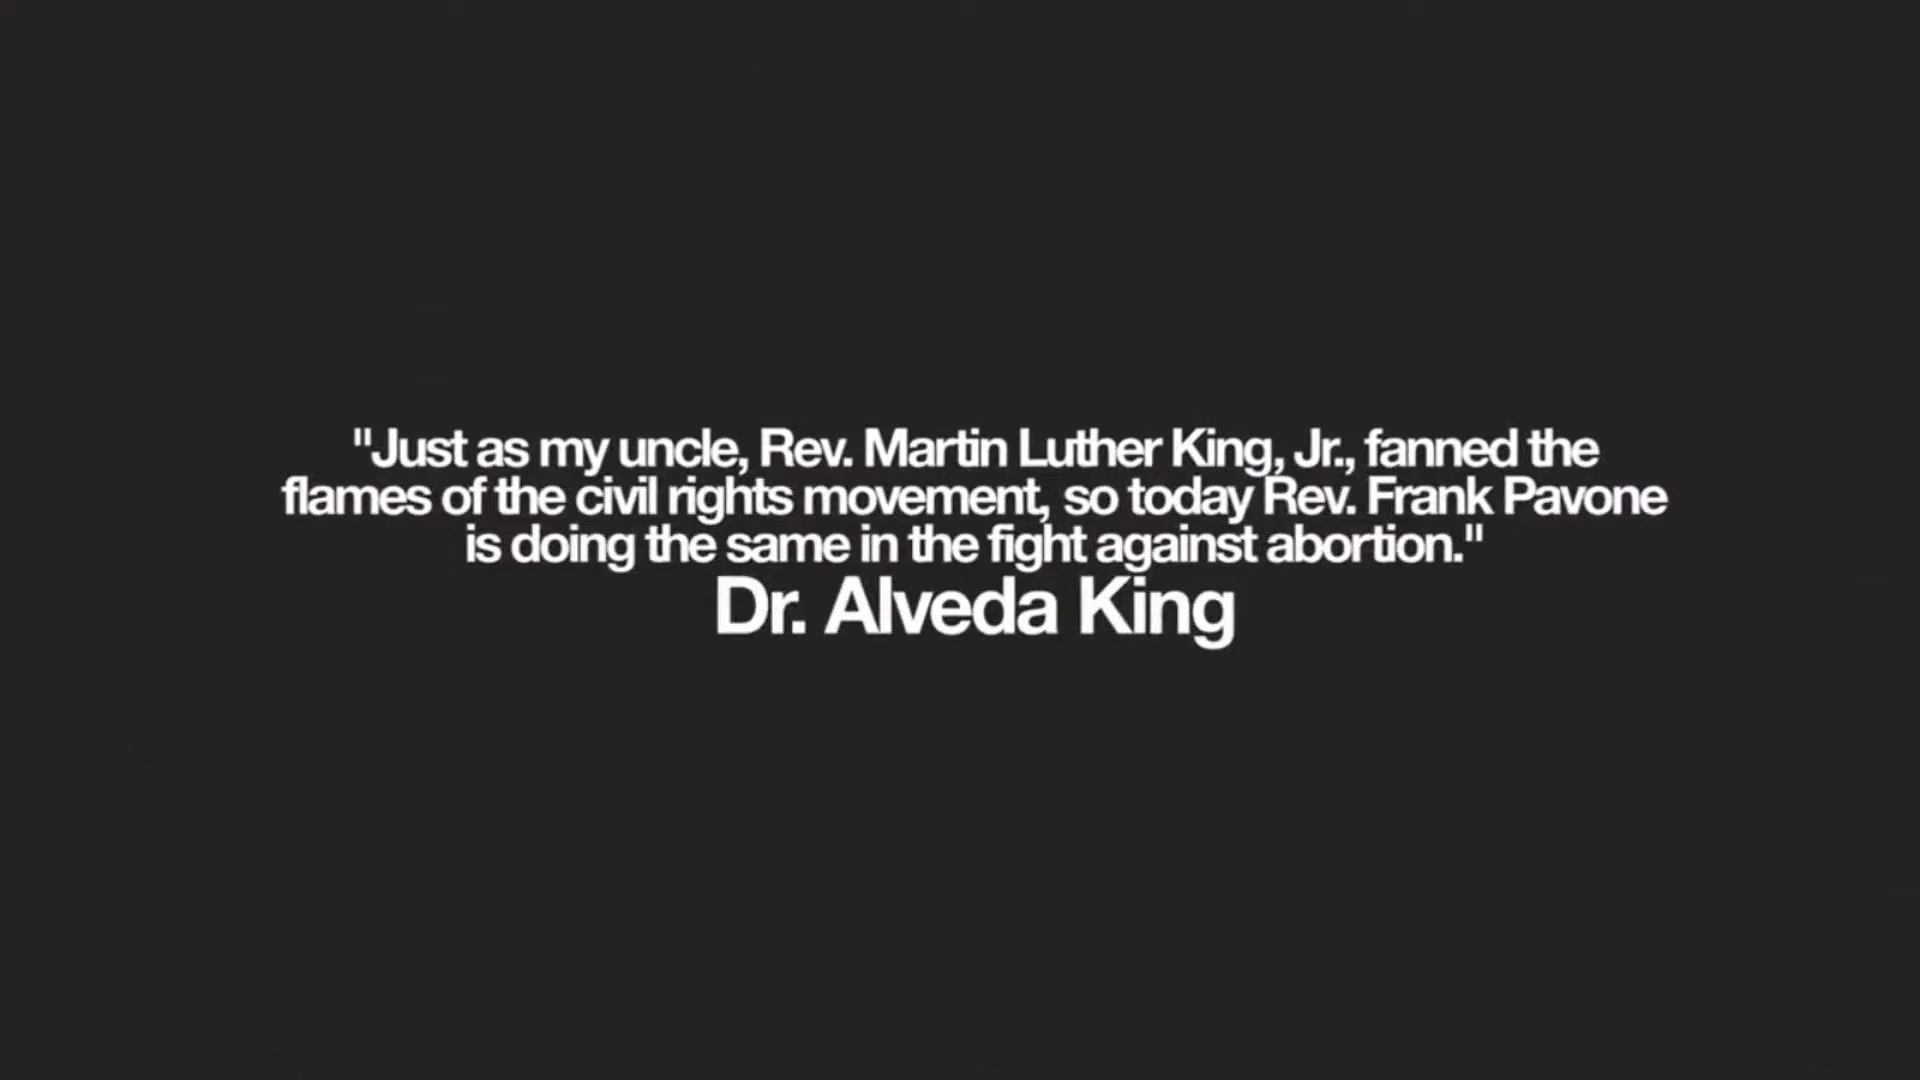 "Just as my uncle, Rev. Martin Luther King, Jr., fanned the
flames of the civil rights movement, so today Rev. Frank Pavone
is doing the same in the fight against abortion."
Dr. Alveda King